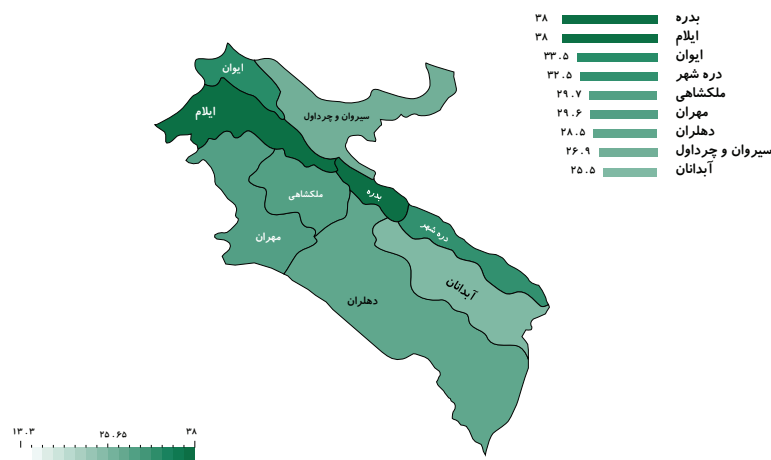 بدره ۳۸
ایلام ۳۸
ایوان ۳۳.۵
دره شهر ۳۲.۵
ملکشاهی ۲۹.۷
مهران ۲۹.۶
دهلران ۲۸.۵
سیروان و چرداول ۲۶.۹
آبدانان ۲۵.۵
ایوان
ایلام
سیروان و چرداول
بدره
ملکشاهی
دره شهر
مهران
آبدانان
دهلران
۱۳.۳ ۲۵.۶۵ ۳۸